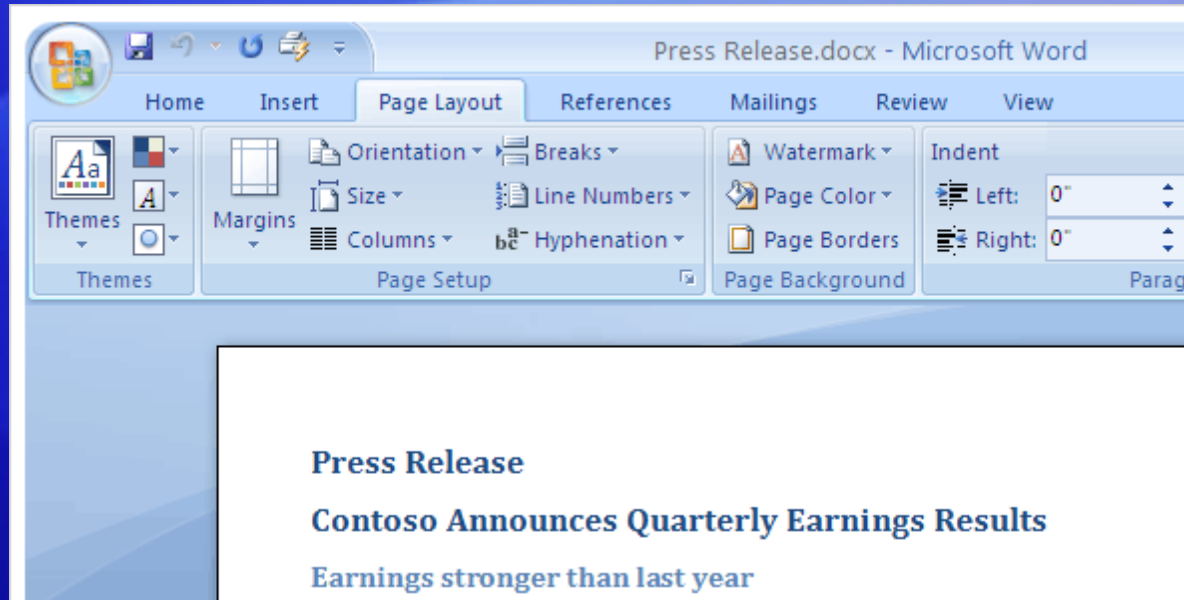 Press Release.docx - Microsoft Word
Home Insert Page Layout References Mailings Review View
Aa Orientation Breaks Watermark Indent
A Size Line Numbers Page Color Left: 0"
Themes Margins Columns Hyphenation Page Borders Right: 0"
Themes Page Setup Page Background Parag
Press Release
Contoso Announces Quarterly Earnings Results
Earnings stronger than last year